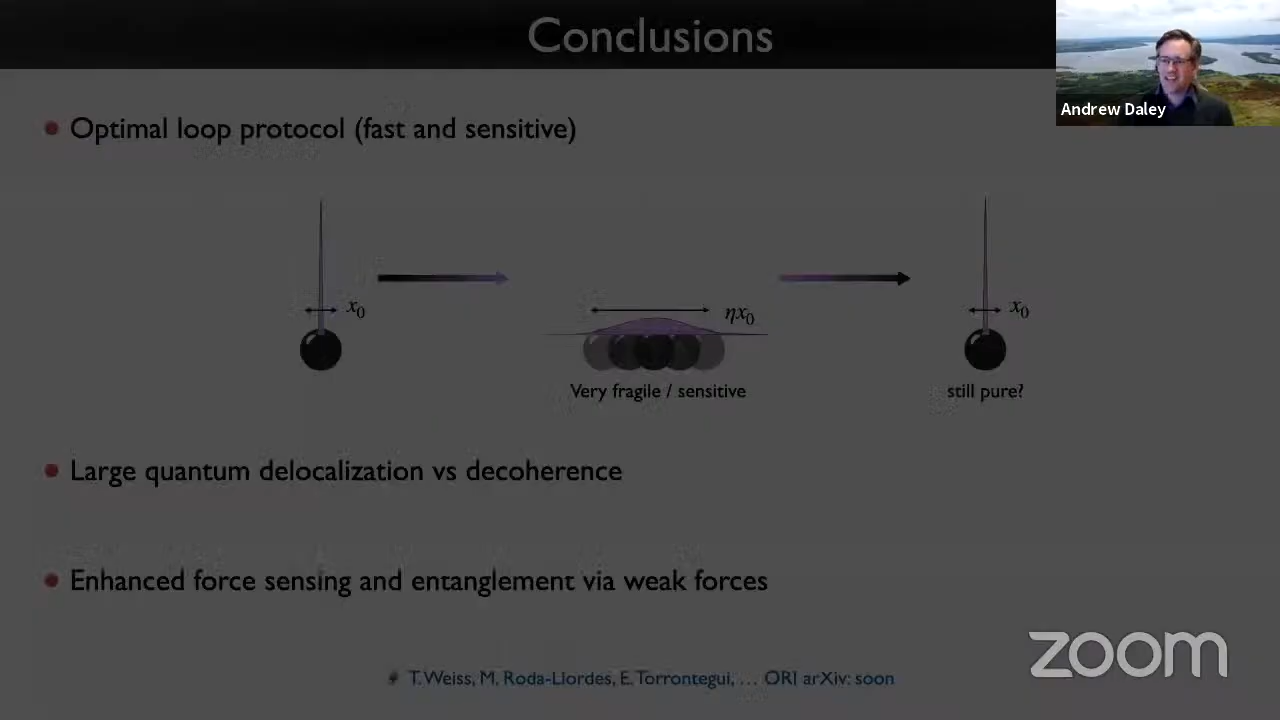 Conclusions
Andrew Daley
• Optimal loop protocol (fast and sensitive)
x₀
ηx₀
x₀
Very fragile / sensitive
still pure?
• Large quantum delocalization vs decoherence
• Enhanced force sensing and entanglement via weak forces
zoom
T. Weiss, M. Roda-Llordes, E. Torrontegui, … ORI arXiv: soon